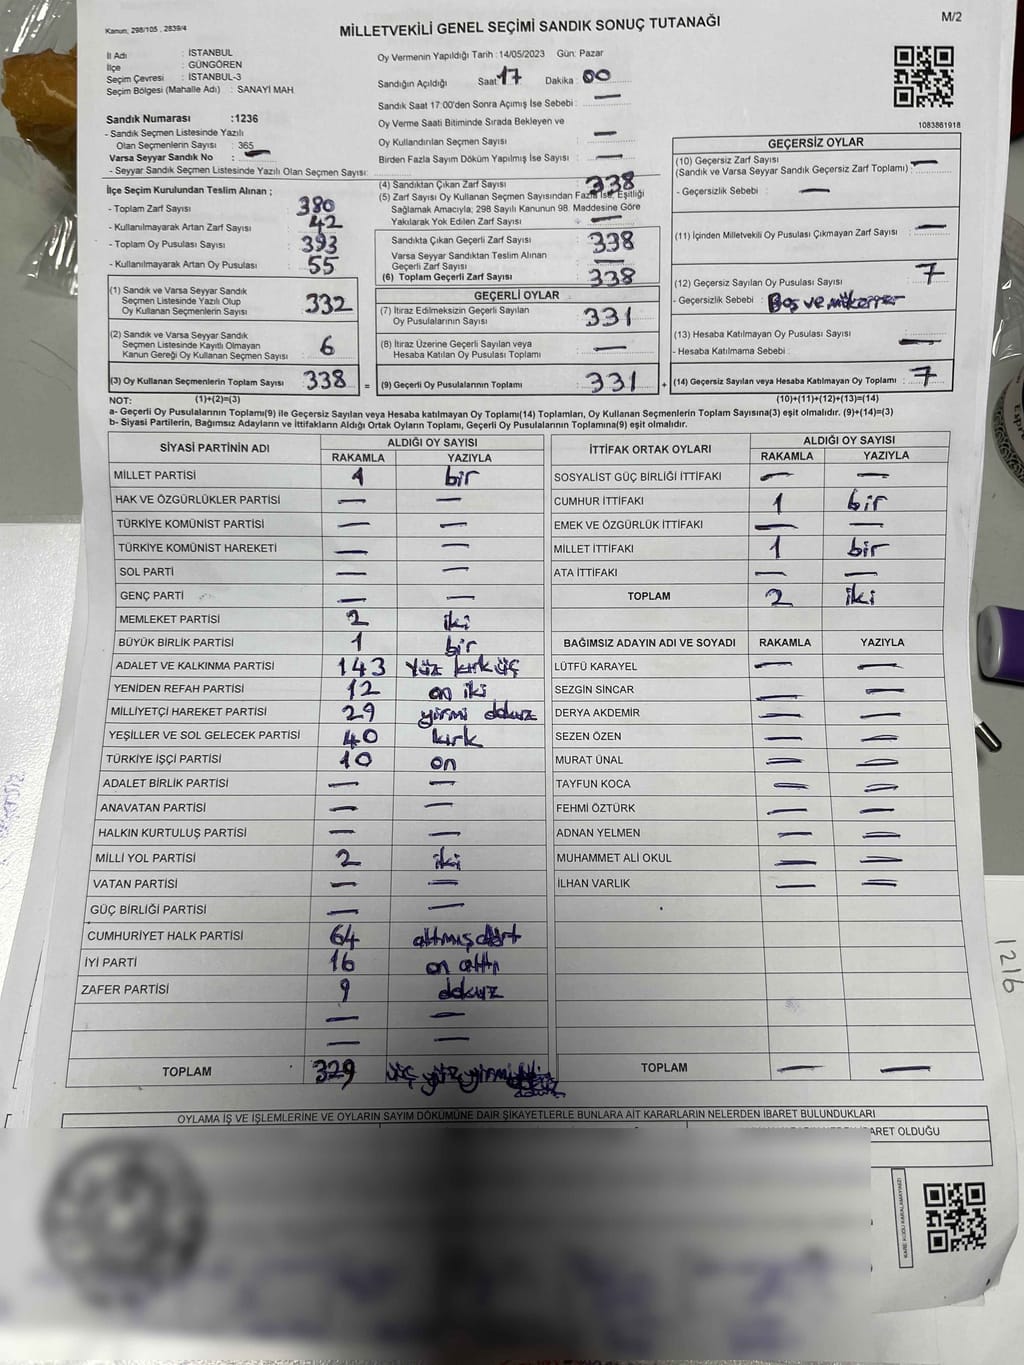 M/2
Kanun; 298/105 , 2839/4
MİLLETVEKİLİ GENEL SEÇİMİ SANDIK SONUÇ TUTANAĞI
İl Adı : İSTANBUL
İlçe : GÜNGÖREN
Seçim Çevresi : İSTANBUL-3
Seçim Bölgesi (Mahalle Adı) : SANAYİ MAH
Oy Vermenin Yapıldığı Tarih : 14/05/2023 Gün: Pazar
Sandığın Açıldığı Saat 17 Dakika : 00
Sandık Saat 17:00'den Sonra Açımış İse Sebebi : —
Oy Verme Saati Bitiminde Sırada Bekleyen ve
Oy Kullandırılan Seçmen Sayısı : —
Birden Fazla Sayım Döküm Yapılmış İse Sayısı : —
1083861918
Sandık Numarası :1236
- Sandık Seçmen Listesinde Yazılı
Olan Seçmenlerin Sayısı : 365
Varsa Seyyar Sandık No : —
- Seyyar Sandık Seçmen Listesinde Yazılı Olan Seçmen Sayısı:
İlçe Seçim Kurulundan Teslim Alınan ;
- Toplam Zarf Sayısı : 380
- Kullanılmayarak Artan Zarf Sayısı : 42
- Toplam Oy Pusulası Sayısı : 393
- Kullanılmayarak Artan Oy Pusulası : 55
(1) Sandık ve Varsa Seyyar Sandık
Seçmen Listesinde Yazılı Olup
Oy Kullanan Seçmenlerin Sayısı : 332
(2) Sandık ve Varsa Seyyar Sandık
Seçmen Listesinde Kayıtlı Olmayan
Kanun Gereği Oy Kullanan Seçmen Sayısı : 6
(3) Oy Kullanan Seçmenlerin Toplam Sayısı : 338 =
(4) Sandıktan Çıkan Zarf Sayısı : 338
(5) Zarf Sayısı Oy Kullanan Seçmen Sayısından Fazla İse, Eşitliği
Sağlamak Amacıyla; 298 Sayılı Kanunun 98. Maddesine Göre
Yakılarak Yok Edilen Zarf Sayısı : —
Sandıkta Çıkan Geçerli Zarf Sayısı : 338
Varsa Seyyar Sandıktan Teslim Alınan
Geçerli Zarf Sayısı : —
(6) Toplam Geçerli Zarf Sayısı : 338
GEÇERLİ OYLAR
(7) İtiraz Edilmeksizin Geçerli Sayılan
Oy Pusulalarının Sayısı : 331
(8) İtiraz Üzerine Geçerli Sayılan veya
Hesaba Katılan Oy Pusulası Toplamı : —
(9) Geçerli Oy Pusulalarının Toplamı : 331 +
GEÇERSİZ OYLAR
(10) Geçersiz Zarf Sayısı
(Sandık ve Varsa Seyyar Sandık Geçersiz Zarf Toplamı) : —
- Geçersizlik Sebebi : —
(11) İçinden Milletvekili Oy Pusulası Çıkmayan Zarf Sayısı : —
(12) Geçersiz Sayılan Oy Pusulası Sayısı : 7
- Geçersizlik Sebebi : Boş ve mükerrer
(13) Hesaba Katılmayan Oy Pusulası Sayısı : —
- Hesaba Katılmama Sebebi :
(14) Geçersiz Sayılan veya Hesaba Katılmayan Oy Toplamı : 7
NOT: (1)+(2)=(3) (10)+(11)+(12)+(13)=(14)
a- Geçerli Oy Pusulalarının Toplamı(9) ile Geçersiz Sayılan veya Hesaba katılmayan Oy Toplamı(14) Toplamları, Oy Kullanan Seçmenlerin Toplam Sayısına(3) eşit olmalıdır. (9)+(14)=(3)
b- Siyasi Partilerin, Bağımsız Adayların ve İttifakların Aldığı Ortak Oyların Toplamı, Geçerli Oy Pusulalarının Toplamına(9) eşit olmalıdır.
SİYASİ PARTİNİN ADI ALDIĞI OY SAYISI
RAKAMLA YAZIYLA
MİLLET PARTİSİ 1 bir
HAK VE ÖZGÜRLÜKLER PARTİSİ — —
TÜRKİYE KOMÜNİST PARTİSİ — —
TÜRKİYE KOMÜNİST HAREKETİ — —
SOL PARTİ — —
GENÇ PARTİ — —
MEMLEKET PARTİSİ 2 iki
BÜYÜK BİRLİK PARTİSİ 1 bir
ADALET VE KALKINMA PARTİSİ 143 Yüz kırk üç
YENİDEN REFAH PARTİSİ 12 on iki
MİLLİYETÇİ HAREKET PARTİSİ 29 yirmi dokuz
YEŞİLLER VE SOL GELECEK PARTİSİ 40 kırk
TÜRKİYE İŞÇİ PARTİSİ 10 on
ADALET BİRLİK PARTİSİ — —
ANAVATAN PARTİSİ — —
HALKIN KURTULUŞ PARTİSİ — —
MİLLİ YOL PARTİSİ 2 iki
VATAN PARTİSİ — —
GÜÇ BİRLİĞİ PARTİSİ — —
CUMHURİYET HALK PARTİSİ 64 altmış dört
İYİ PARTİ 16 on altı
ZAFER PARTİSİ 9 dokuz
— —
— —
TOPLAM 329 üç yüz yirmi dokuz
İTTİFAK ORTAK OYLARI ALDIĞI OY SAYISI
RAKAMLA YAZIYLA
SOSYALİST GÜÇ BİRLİĞİ İTTİFAKI — —
CUMHUR İTTİFAKI 1 bir
EMEK VE ÖZGÜRLÜK İTTİFAKI — —
MİLLET İTTİFAKI 1 bir
ATA İTTİFAKI — —
TOPLAM 2 iki
BAĞIMSIZ ADAYIN ADI VE SOYADI RAKAMLA YAZIYLA
LÜTFÜ KARAYEL — —
SEZGİN SİNCAR — —
DERYA AKDEMİR — —
SEZEN ÖZEN — —
MURAT ÜNAL — —
TAYFUN KOCA — —
FEHMİ ÖZTÜRK — —
ADNAN YELMEN — —
MUHAMMET ALİ OKUL — —
İLHAN VARLIK — —
TOPLAM — —
OYLAMA İŞ VE İŞLEMLERİNE VE OYLARIN SAYIM DÖKÜMÜNE DAİR ŞİKAYETLERLE BUNLARA AİT KARARLARIN NELERDEN İBARET BULUNDUKLARI
ARET OLDUĞU
KARE KODU KARALAMAYINIZ!
1216